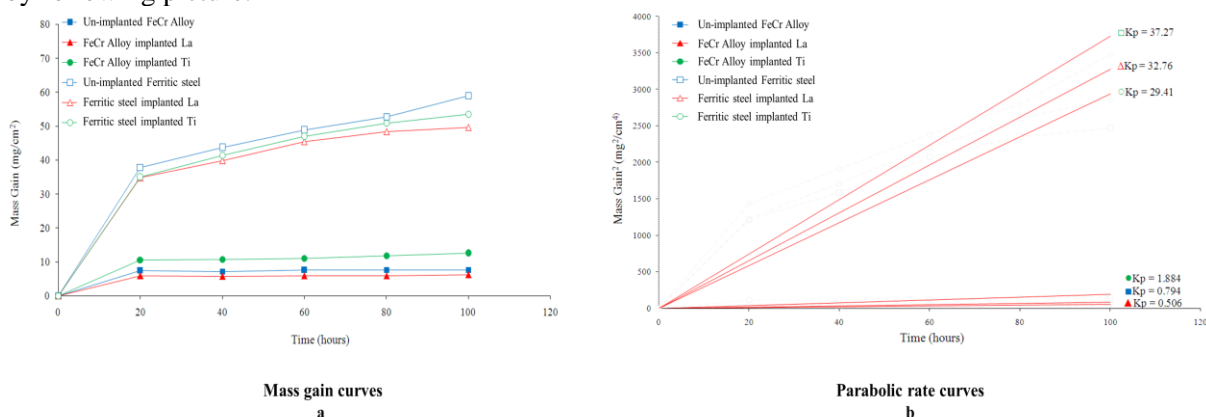 Un-implanted FeCr Alloy
FeCr Alloy implanted La
FeCr Alloy implanted Ti
Un-implanted Ferritic steel
Ferritic steel implanted La
Ferritic steel implanted Ti
Mass Gain (mg/cm²)
80
70
60
50
40
30
20
10
0
0 20 40 60 80 100 120
Time (hours)
Mass gain curves
a
Un-implanted FeCr Alloy
FeCr Alloy implanted La
FeCr Alloy implanted Ti
Un-implanted Ferritic steel
Ferritic steel implanted La
Ferritic steel implanted Ti
Mass Gain² (mg²/cm⁴)
4000
3500
3000
2500
2000
1500
1000
500
0
Kp = 37.27
Kp = 32.76
Kp = 29.41
Kp = 1.884
Kp = 0.794
Kp = 0.506
0 20 40 60 80 100 120
Time (hours)
Parabolic rate curves
b